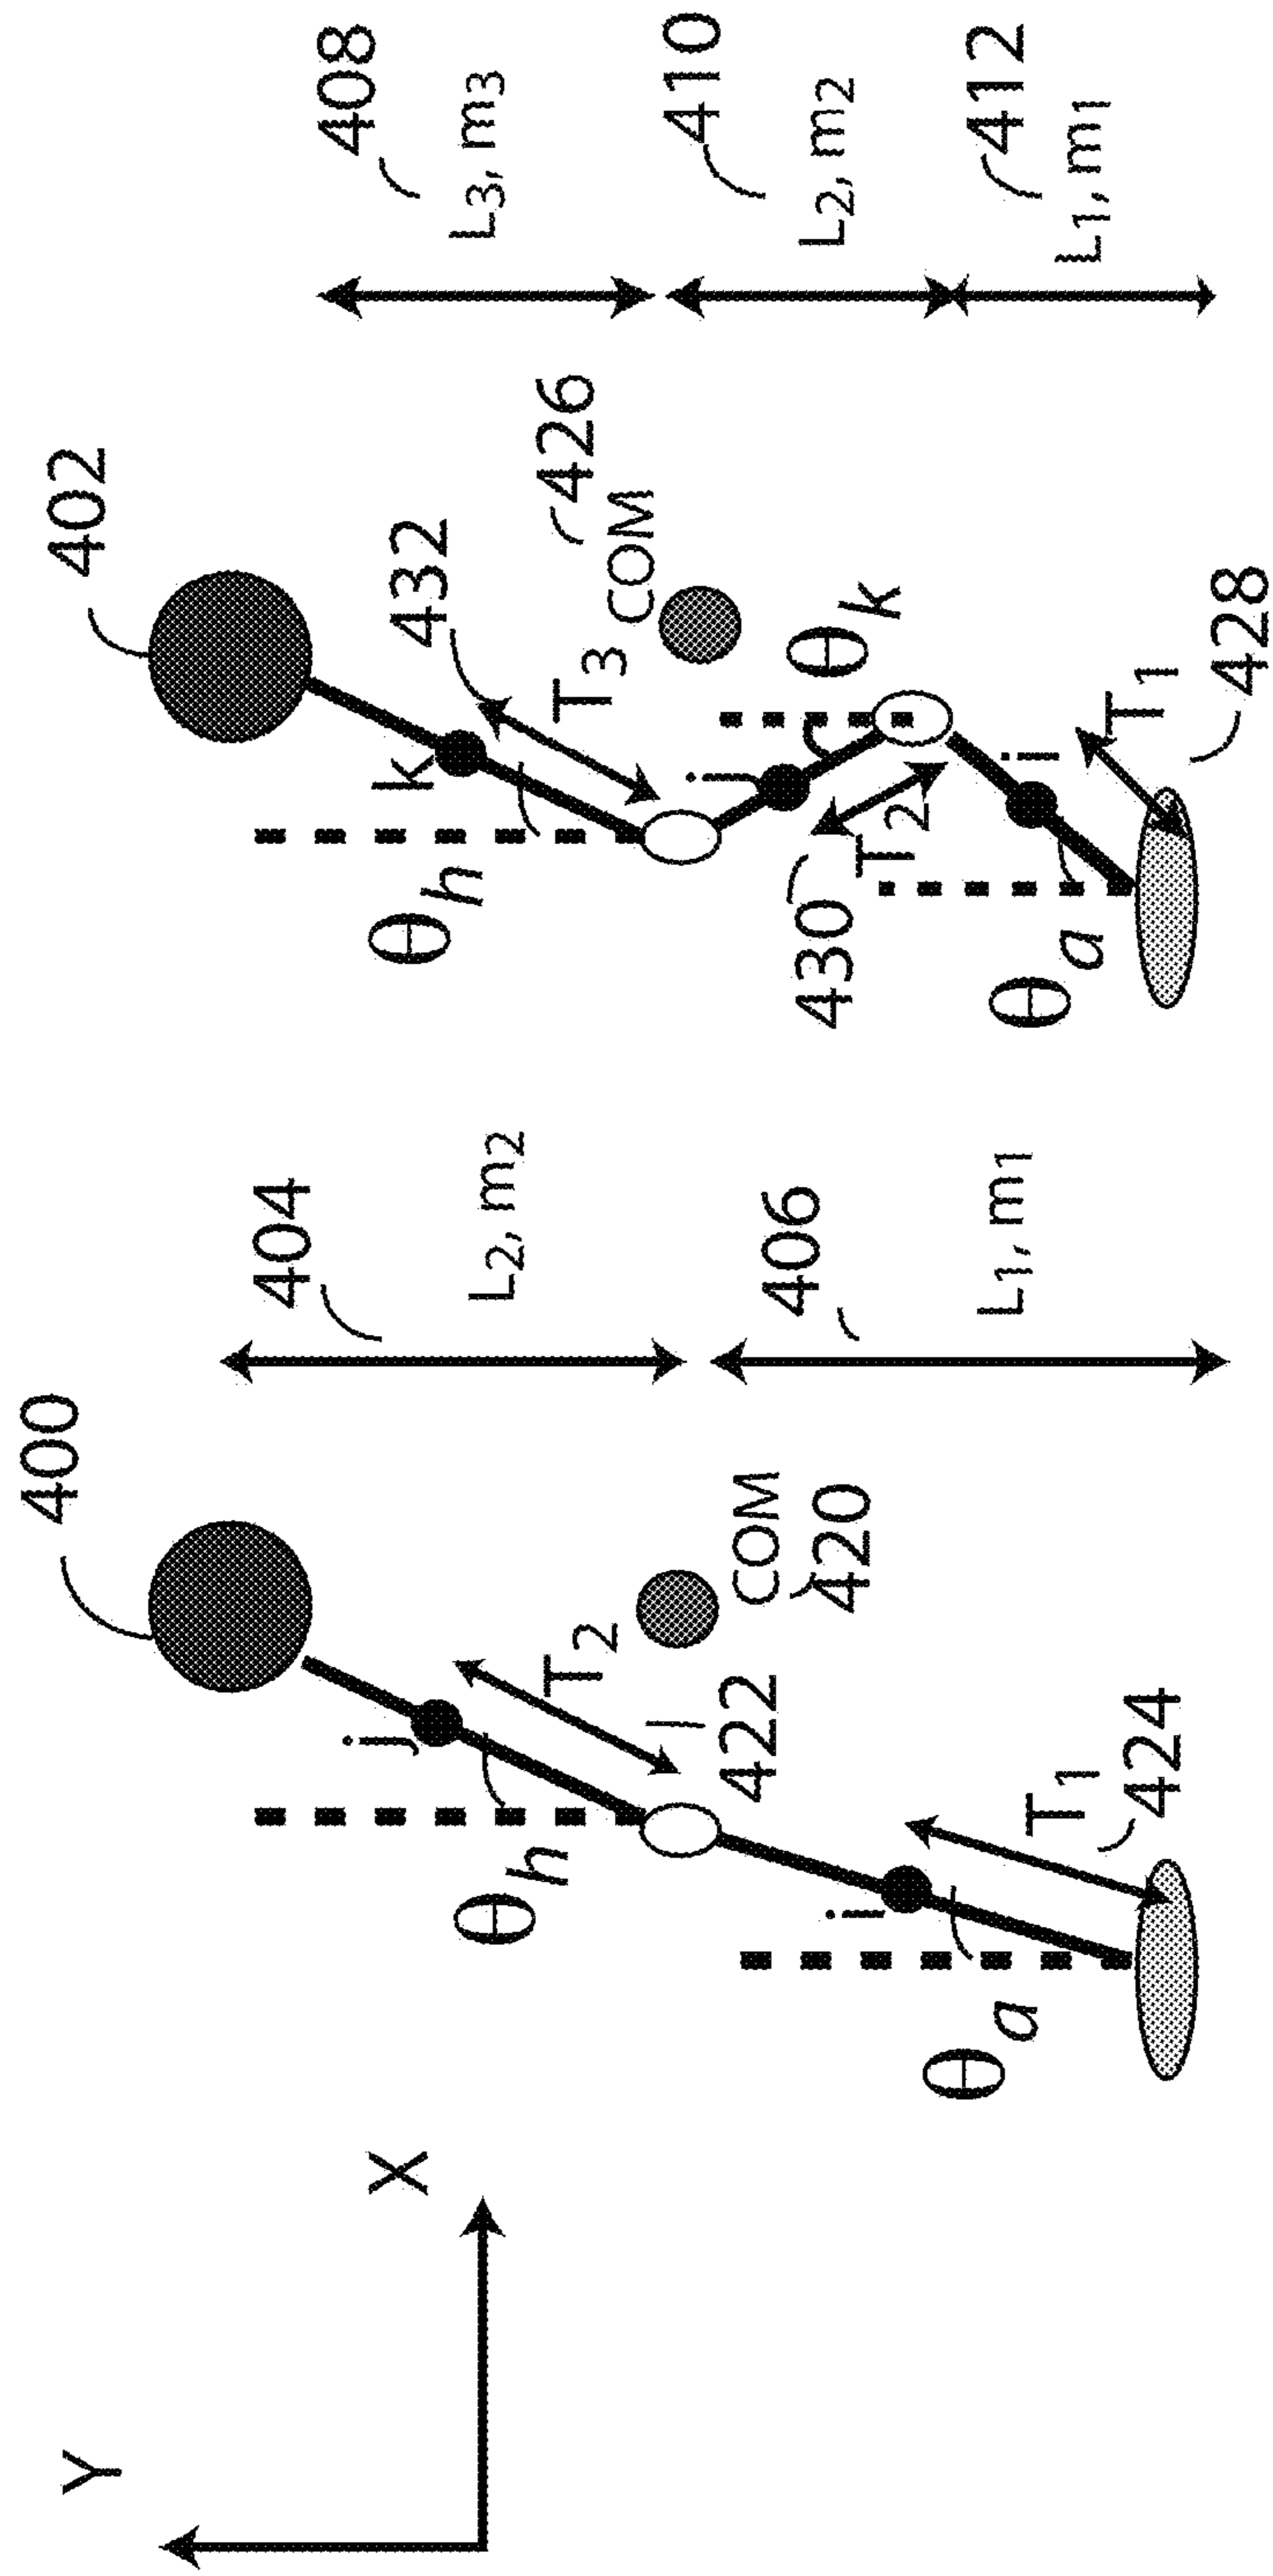 Y
X
400
θh
j
T2
404
L2, m2
COM
420
422
406
L1, m1
i
θa
T1
424
402
432
θh
k
T3
426
COM
408
L3, m3
j
θk
410
L2, m2
430
T2
i
θa
T1
428
412
L1, m1